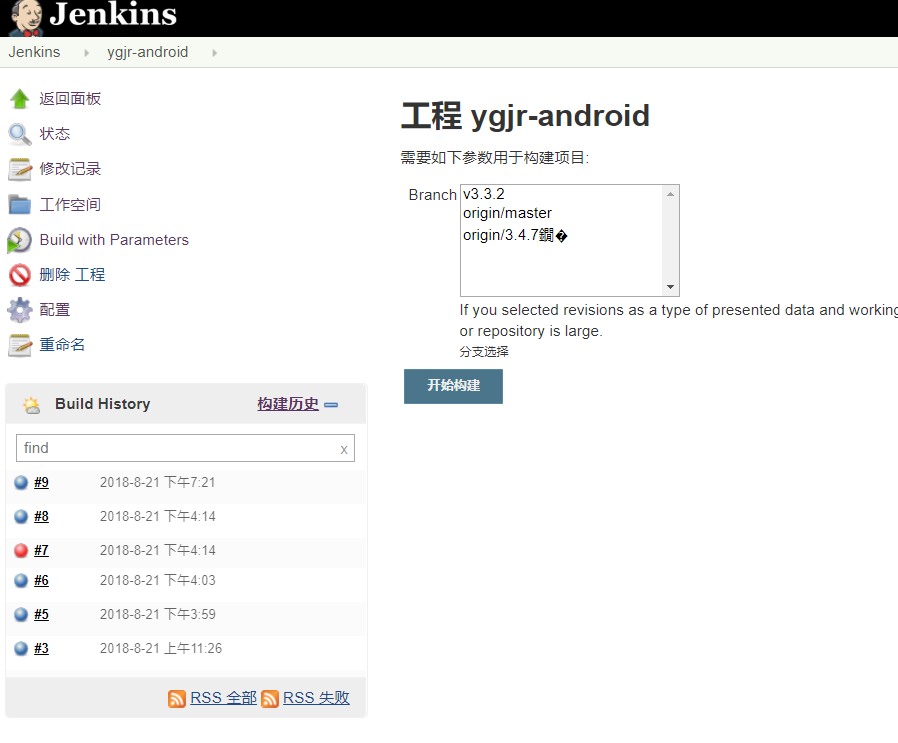 Jenkins
Jenkins
ygjr-android
返回面板
状态
修改记录
工作空间
Build with Parameters
删除 工程
配置
重命名
工程 ygjr-android
需要如下参数用于构建项目:
Branch
v3.3.2
origin/master
origin/3.4.7鐗�
If you selected revisions as a type of presented data and working
or repository is large.
分支选择
开始构建
Build History
构建历史
find
x
#9 2018-8-21 下午7:21
#8 2018-8-21 下午4:14
#7 2018-8-21 下午4:14
#6 2018-8-21 下午4:03
#5 2018-8-21 下午3:59
#3 2018-8-21 上午11:26
RSS 全部 RSS 失败